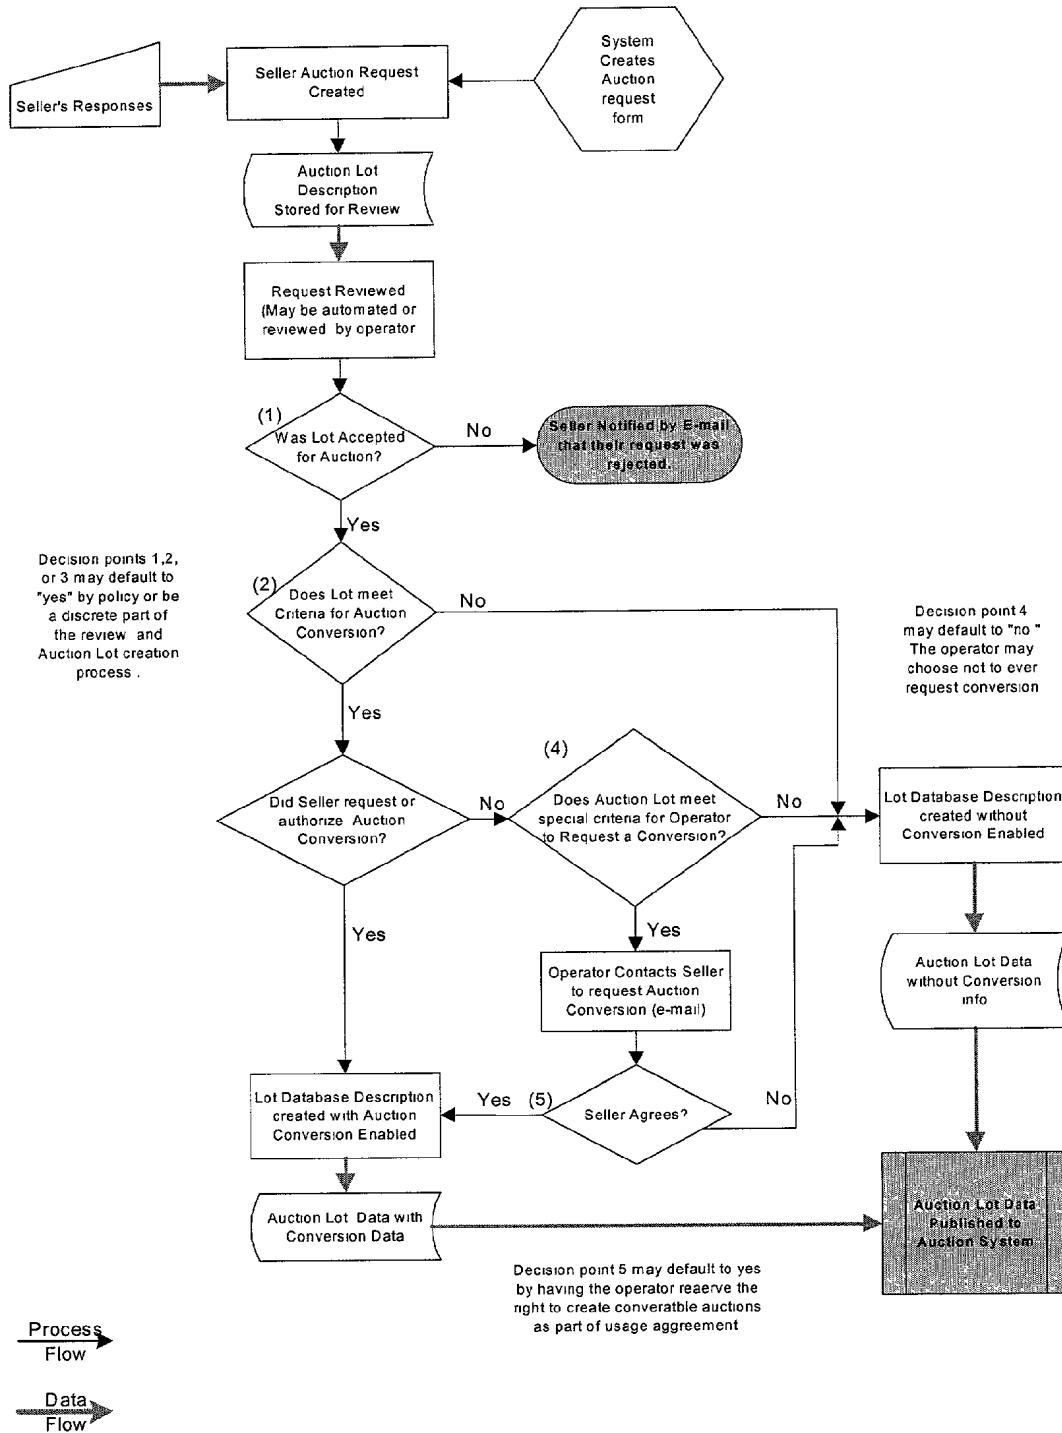 System
Creates
Auction
request
form
Seller's Responses
Seller Auction Request
Created
Auction Lot
Description
Stored for Review
Request Reviewed
(May be automated or
reviewed by operator
(1)
Was Lot Accepted
for Auction?
No
Seller Notified by E-mail
that their request was
rejected.
Yes
Decision points 1,2,
or 3 may default to
"yes" by policy or be
a discrete part of
the review and
Auction Lot creation
process .
(2)
Does Lot meet
Criteria for Auction
Conversion?
No
Decision point 4
may default to "no "
The operator may
choose not to ever
request conversion
Yes
Did Seller request or
authorize Auction
Conversion?
No
(4)
Does Auction Lot meet
special criteria for Operator
to Request a Conversion?
No
Lot Database Description
created without
Conversion Enabled
Yes
Yes
Operator Contacts Seller
to request Auction
Conversion (e-mail)
Auction Lot Data
without Conversion
info
Lot Database Description
created with Auction
Conversion Enabled
Yes
(5)
Seller Agrees?
No
Auction Lot Data with
Conversion Data
Auction Lot Data
Published to
Auction System
Decision point 5 may default to yes
by having the operator reaerve the
right to create converatble auctions
as part of usage aggreement
Process
Flow
Data
Flow